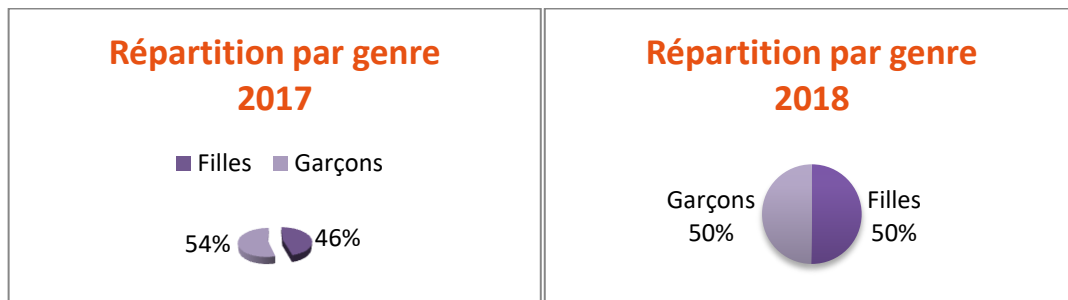 Répartition par genre
2017
Filles Garçons
54% 46%
Répartition par genre
2018
Garçons Filles
50% 50%